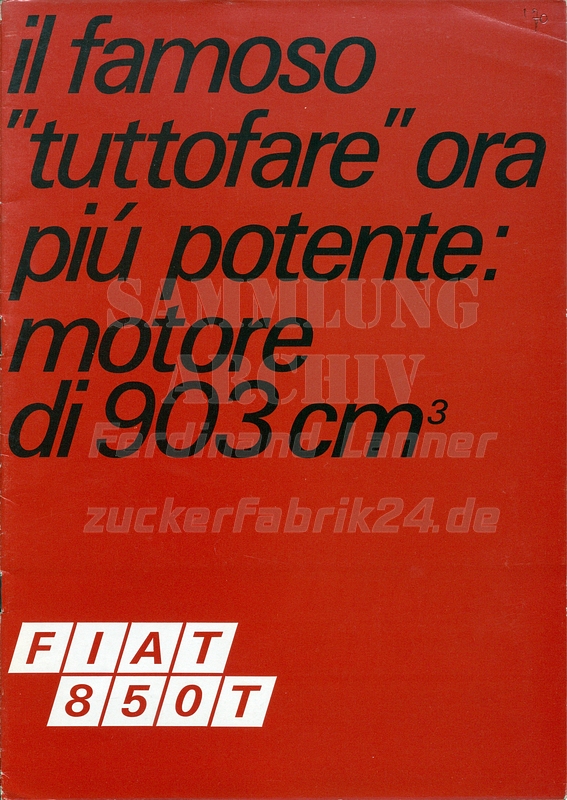 il famoso
"tuttofare" ora
piú potente:
SAMMLUNG
motore
ARCHIV
di 903 cm³
Ferdinand Lanner
zuckerfabrik24.de
FIAT
850T